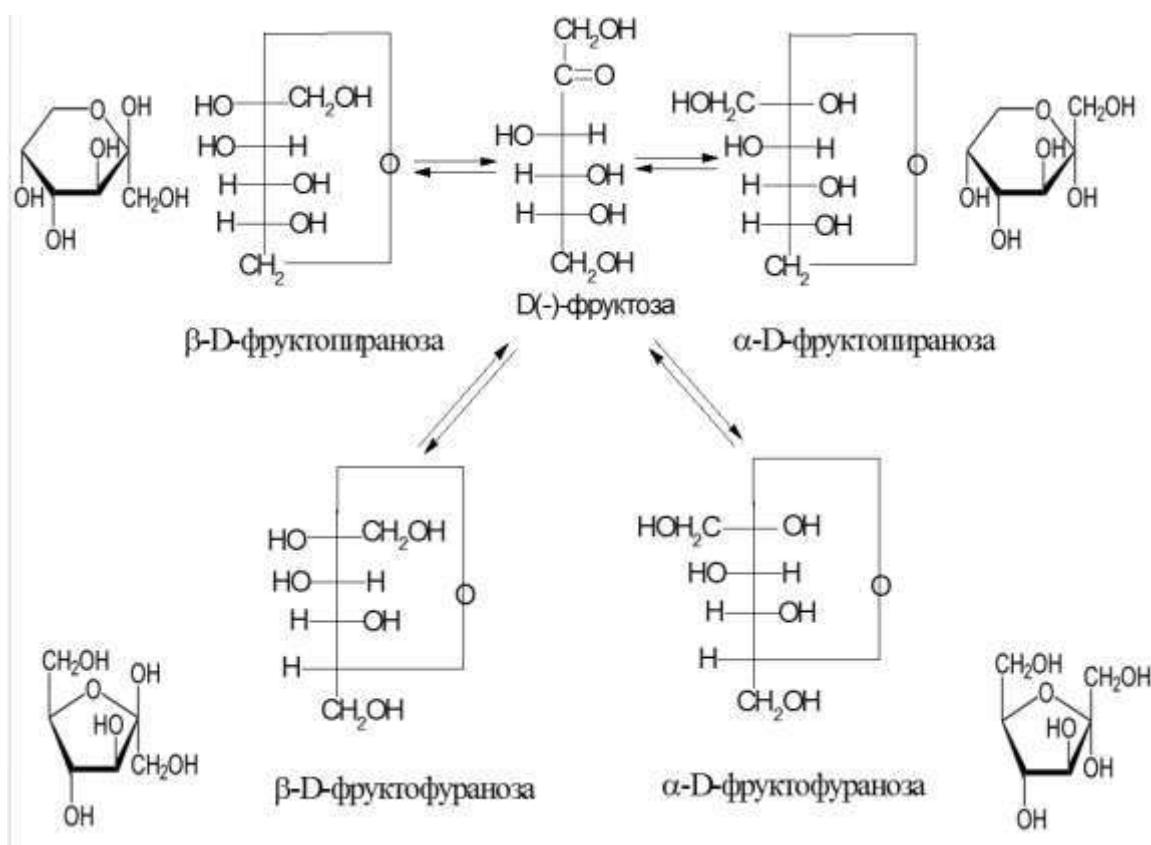 OH
O
OH
OH
OH
OH
CH₂OH
HO CH₂OH
HO H
H OH
H OH
CH₂
O
β-D-фруктопираноза
CH₂OH
C=O
HO H
H OH
H OH
CH₂OH
D(-)-фруктоза
HOH₂C OH
HO H
H OH
H OH
CH₂
O
α-D-фруктопираноза
O
CH₂OH
OH
OH
OH
OH
CH₂OH
O
OH
HO
CH₂OH
OH
HO CH₂OH
HO H
H OH
H
CH₂OH
O
β-D-фруктофураноза
HOH₂C OH
HO H
H OH
H
CH₂OH
O
α-D-фруктофураноза
CH₂OH
O
CH₂OH
HO
OH
OH